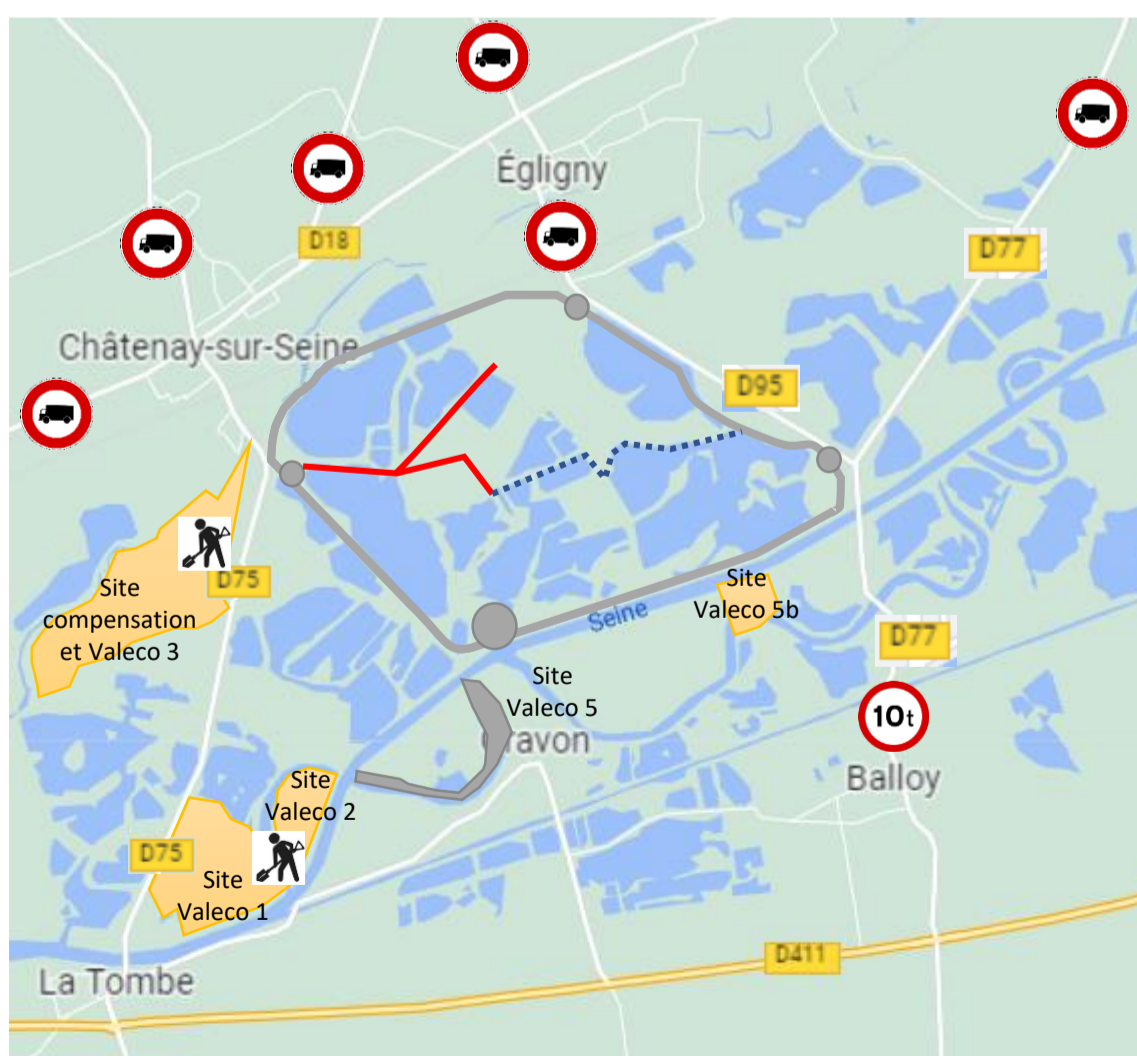 Égligny
D18
D77
Châtenay-sur-Seine
D95
D75
Site
compensation
et Valeco 3
Site
Valeco 5b
Seine
D77
Site
Valeco 5
10t
Balloy
Site
Valeco 2
D75
Site
Valeco 1
D411
La Tombe